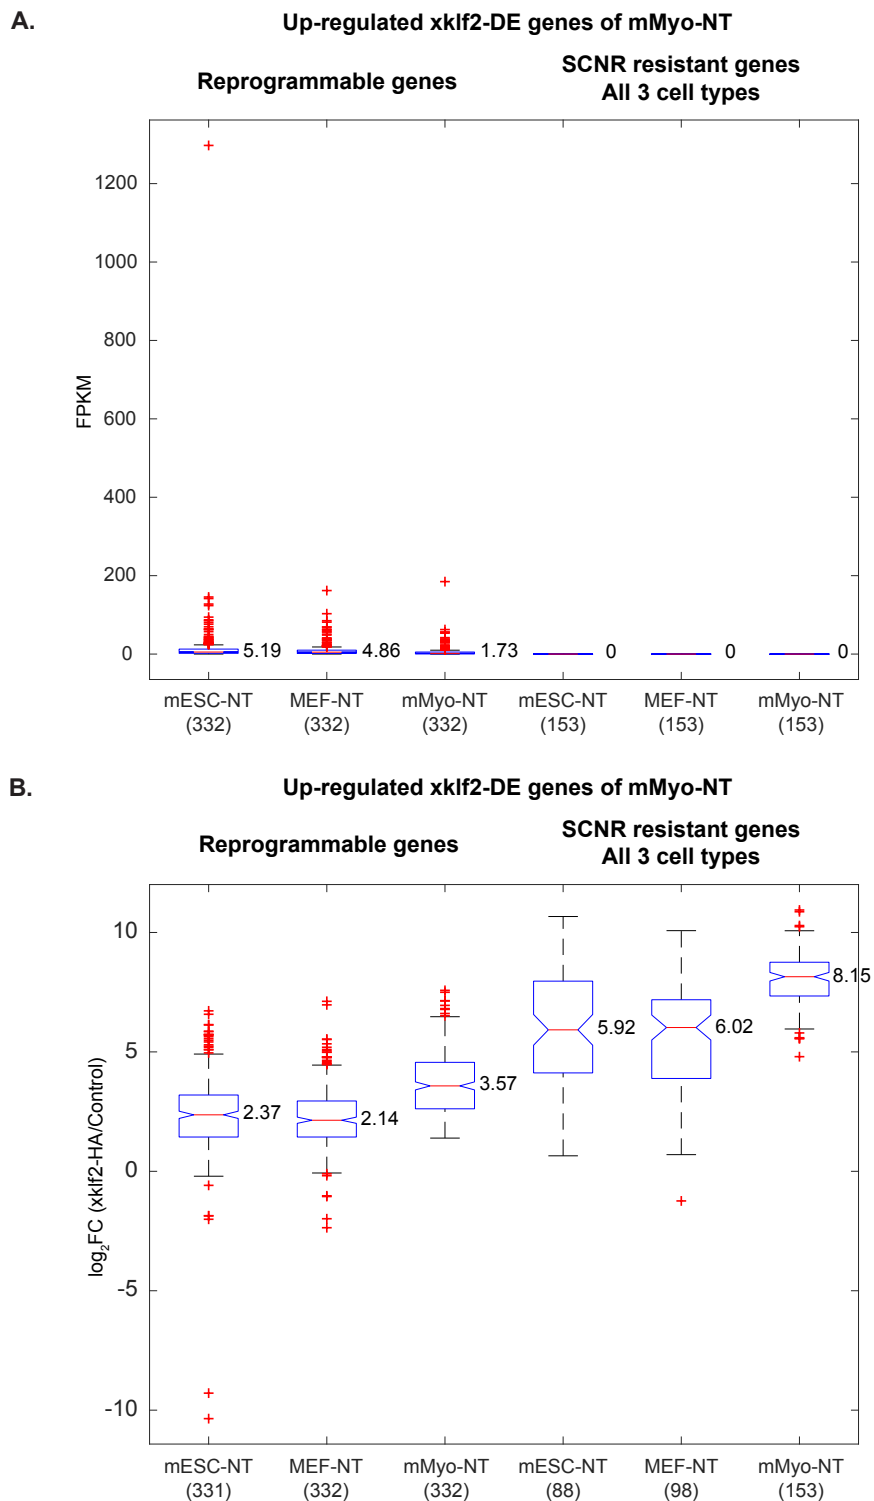 A.
Up-regulated xklf2-DE genes of mMyo-NT
Reprogrammable genes
SCNR resistant genes
All 3 cell types
FPKM
1200
1000
800
600
400
200
0
5.19
4.86
1.73
0
0
0
mESC-NT
(332)
MEF-NT
(332)
mMyo-NT
(332)
mESC-NT
(153)
MEF-NT
(153)
mMyo-NT
(153)
B.
Up-regulated xklf2-DE genes of mMyo-NT
Reprogrammable genes
SCNR resistant genes
All 3 cell types
log₂FC (xklf2-HA/Control)
10
5
0
-5
-10
2.37
2.14
3.57
5.92
6.02
8.15
mESC-NT
(331)
MEF-NT
(332)
mMyo-NT
(332)
mESC-NT
(88)
MEF-NT
(98)
mMyo-NT
(153)